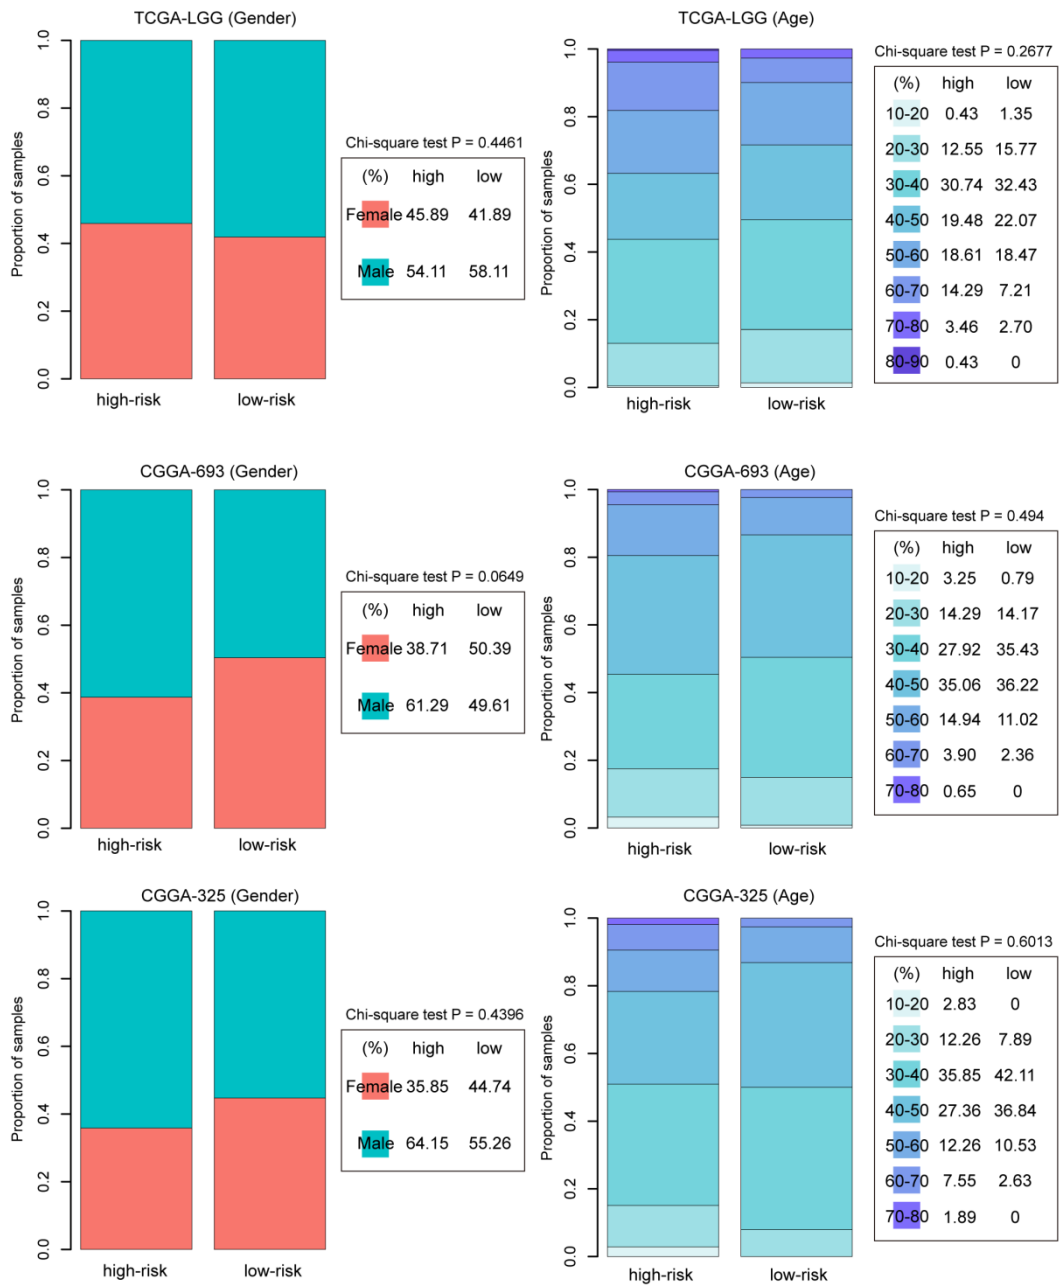 TCGA-LGG (Gender)
Proportion of samples
1.0
0.8
0.6
0.4
0.2
0.0
high-risk low-risk
Chi-square test P = 0.4461
(%) high low
Female 45.89 41.89
Male 54.11 58.11
TCGA-LGG (Age)
Proportion of samples
1.0
0.8
0.6
0.4
0.2
0.0
high-risk low-risk
Chi-square test P = 0.2677
(%) high low
10-20 0.43 1.35
20-30 12.55 15.77
30-40 30.74 32.43
40-50 19.48 22.07
50-60 18.61 18.47
60-70 14.29 7.21
70-80 3.46 2.70
80-90 0.43 0
CGGA-693 (Gender)
Proportion of samples
1.0
0.8
0.6
0.4
0.2
0.0
high-risk low-risk
Chi-square test P = 0.0649
(%) high low
Female 38.71 50.39
Male 61.29 49.61
CGGA-693 (Age)
Proportion of samples
1.0
0.8
0.6
0.4
0.2
0.0
high-risk low-risk
Chi-square test P = 0.494
(%) high low
10-20 3.25 0.79
20-30 14.29 14.17
30-40 27.92 35.43
40-50 35.06 36.22
50-60 14.94 11.02
60-70 3.90 2.36
70-80 0.65 0
CGGA-325 (Gender)
Proportion of samples
1.0
0.8
0.6
0.4
0.2
0.0
high-risk low-risk
Chi-square test P = 0.4396
(%) high low
Female 35.85 44.74
Male 64.15 55.26
CGGA-325 (Age)
Proportion of samples
1.0
0.8
0.6
0.4
0.2
0.0
high-risk low-risk
Chi-square test P = 0.6013
(%) high low
10-20 2.83 0
20-30 12.26 7.89
30-40 35.85 42.11
40-50 27.36 36.84
50-60 12.26 10.53
60-70 7.55 2.63
70-80 1.89 0